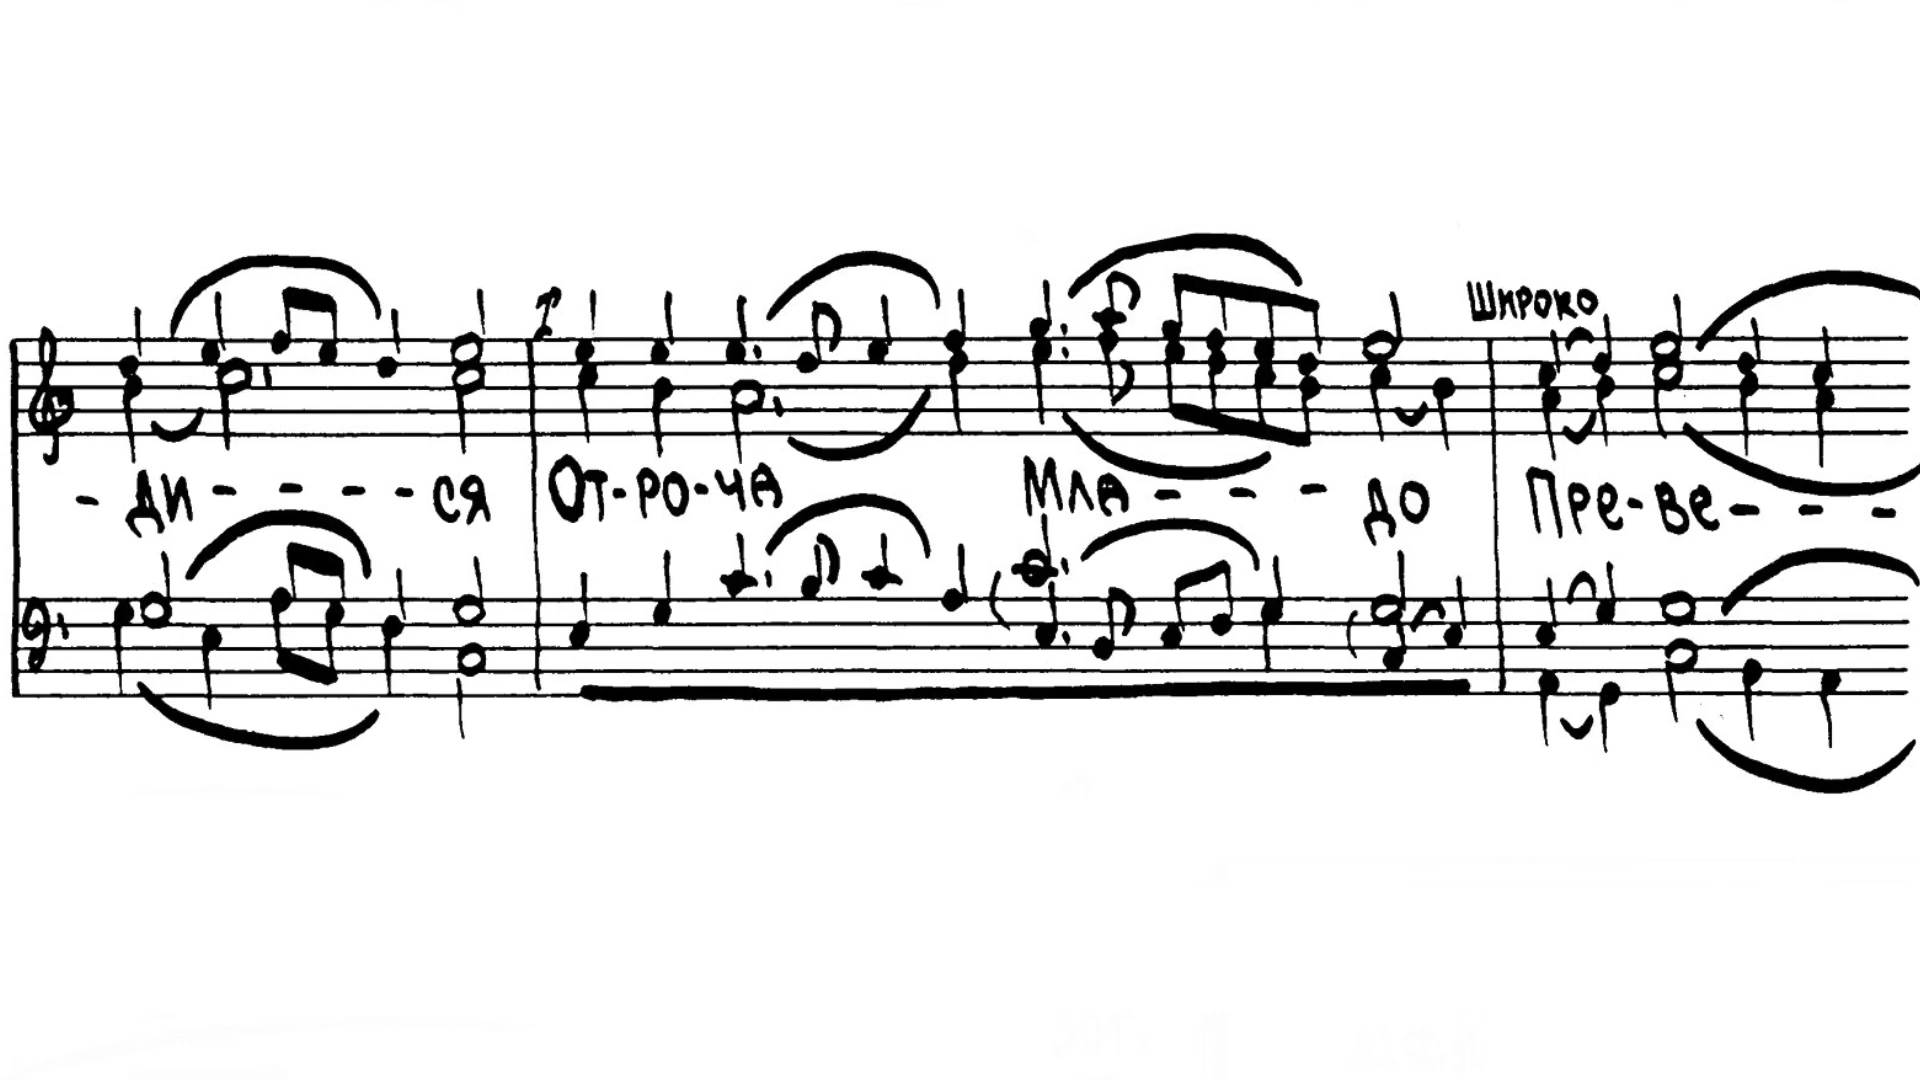 Широко
- ди - - - - ся От-ро-ча Мла - - - до Пре-ве- - -